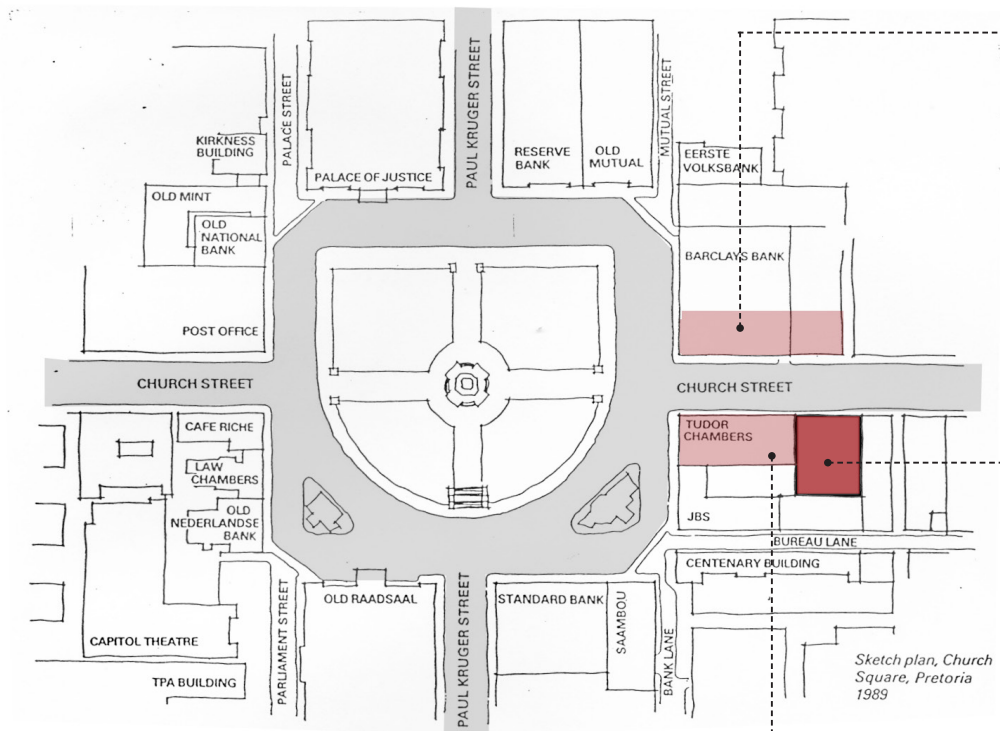 PALACE STREET
PAUL KRUGER STREET
MUTUAL STREET
KIRKNESS
BUILDING
PALACE OF JUSTICE
RESERVE
BANK
OLD
MUTUAL
EERSTE
VOLKSBANK
OLD MINT
OLD
NATIONAL
BANK
BARCLAYS BANK
POST OFFICE
CHURCH STREET
CHURCH STREET
CAFE RICHE
TUDOR
CHAMBERS
LAW
CHAMBERS
OLD
NEDERLANDSE
BANK
JBS
BUREAU LANE
CENTENARY BUILDING
OLD RAADSAAL
STANDARD BANK
SAAMBOU
CAPITOL THEATRE
PARLIAMENT STREET
PAUL KRUGER STREET
BANK LANE
TPA BUILDING
Sketch plan, Church
Square, Pretoria
1989